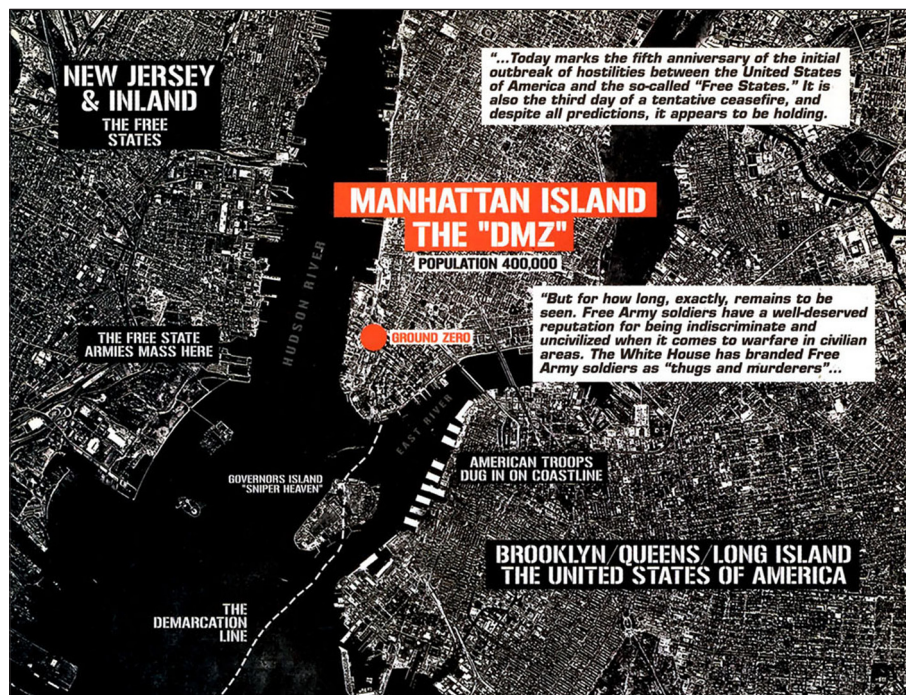 NEW JERSEY
& INLAND
THE FREE
STATES
"...Today marks the fifth anniversary of the initial
outbreak of hostilities between the United States
of America and the so-called "Free States." It is
also the third day of a tentative ceasefire, and
despite all predictions, it appears to be holding.
MANHATTAN ISLAND
THE "DMZ"
POPULATION 400,000
HUDSON RIVER
"But for how long, exactly, remains to be
seen. Free Army soldiers have a well-deserved
reputation for being indiscriminate and
uncivilized when it comes to warfare in civilian
areas. The White House has branded Free
Army soldiers as "thugs and murderers"...
THE FREE STATE
ARMIES MASS HERE
GROUND ZERO
EAST RIVER
GOVERNORS ISLAND
"SNIPER HEAVEN"
AMERICAN TROOPS
DUG IN ON COASTLINE
BROOKLYN/QUEENS/LONG ISLAND
THE UNITED STATES OF AMERICA
THE
DEMARCATION
LINE